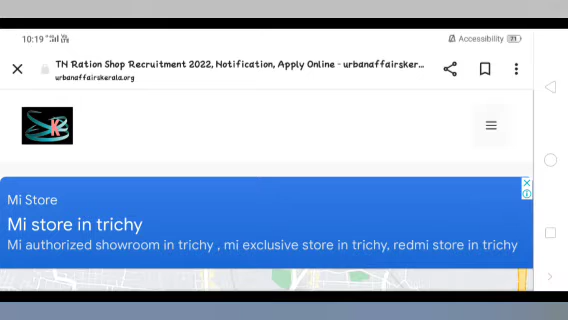 10:19
Accessibility
TN Ration Shop Recruitment 2022, Notification, Apply Online - urbanaffairsker...
urbanaffairskerala.org
K
Mi Store
Mi store in trichy
Mi authorized showroom in trichy , mi exclusive store in trichy, redmi store in trichy